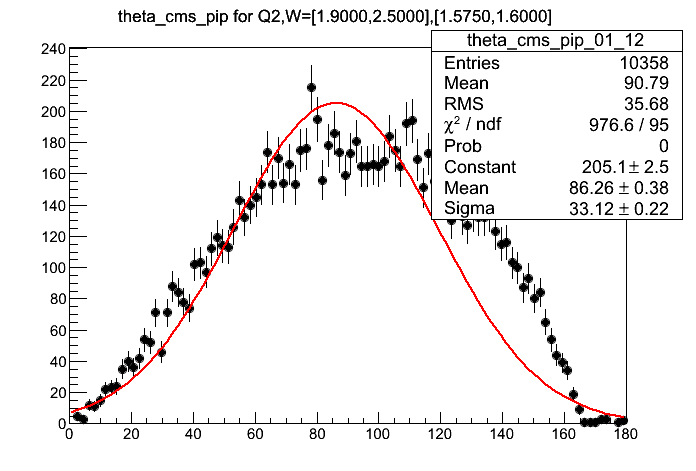 theta_cms_pip for Q2,W=[1.9000,2.5000],[1.5750,1.6000]
theta_cms_pip_01_12
Entries 10358
Mean 90.79
RMS 35.68
χ² / ndf 976.6 / 95
Prob 0
Constant 205.1 ± 2.5
Mean 86.26 ± 0.38
Sigma 33.12 ± 0.22
240
220
200
180
160
140
120
100
80
60
40
20
0
0 20 40 60 80 100 120 140 160 180